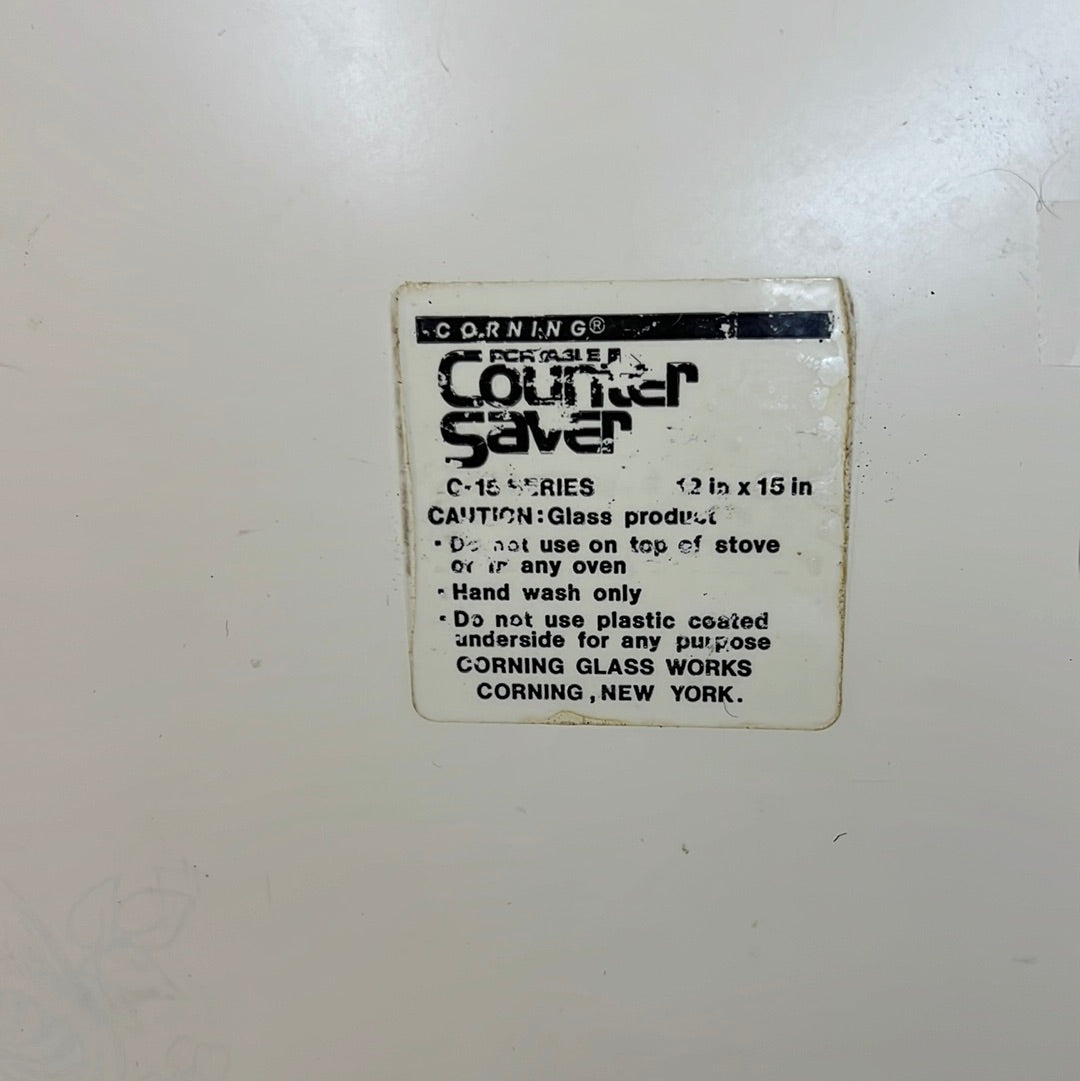 CORNING®
PORTABLE
Counter
saver
C-15 SERIES 12 in x 15 in
CAUTION: Glass product
• Do not use on top of stove
or in any oven
• Hand wash only
• Do not use plastic coated
underside for any purpose
CORNING GLASS WORKS
CORNING, NEW YORK.